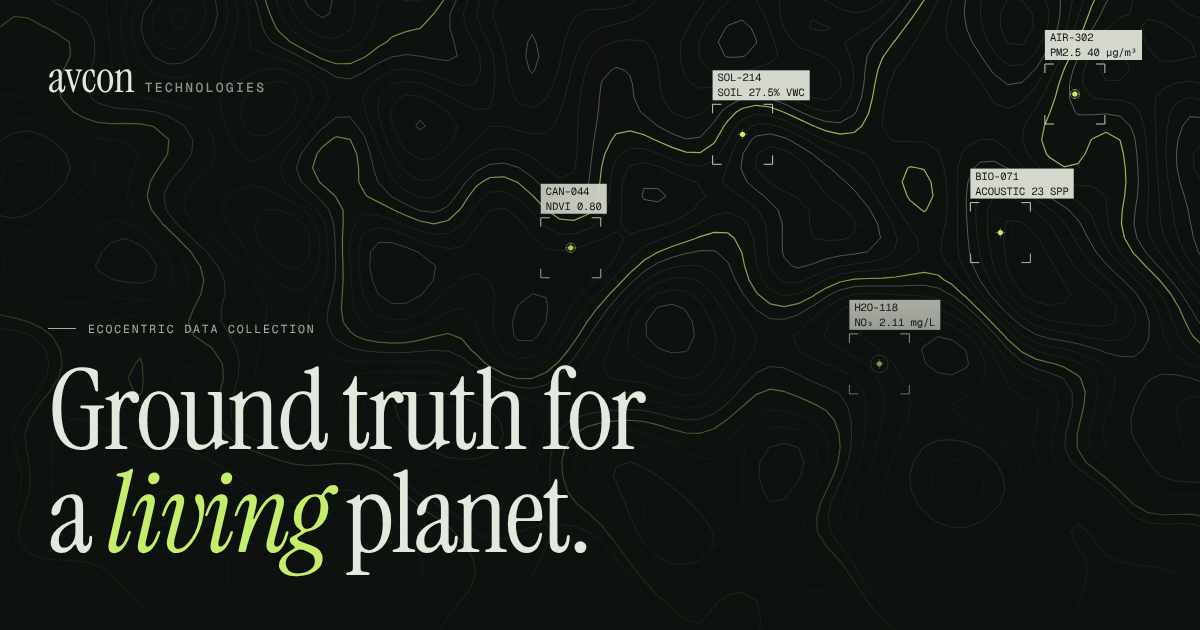 avcon TECHNOLOGIES
AIR-302
PM2.5 40 µg/m³
SOL-214
SOIL 27.5% VWC
BIO-071
ACOUSTIC 23 SPP
CAN-044
NDVI 0.80
H2O-118
NO₃ 2.11 mg/L
ECOCENTRIC DATA COLLECTION
Ground truth for
a living planet.